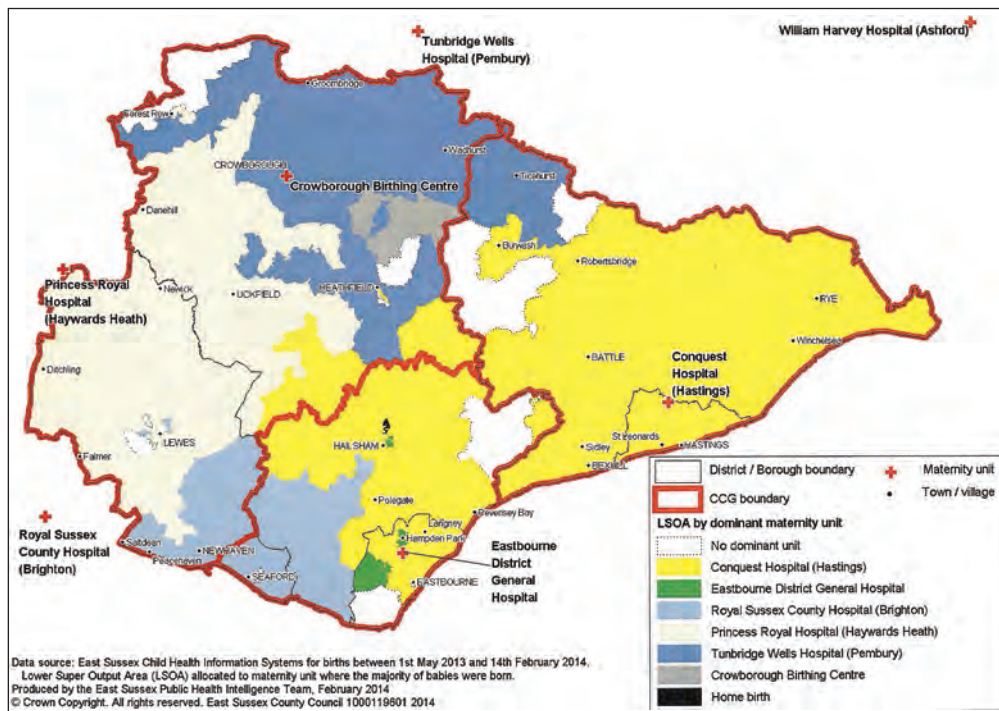 Tunbridge Wells
Hospital (Pembury)
William Harvey Hospital (Ashford)
Groombridge
Forest Row
Wadhurst
CROWBOROUGH
Ticehurst
Crowborough Birthing Centre
Danehill
Burwash
Robertsbridge
Princess Royal
Hospital
(Haywards Heath)
Newick
UCKFIELD
HEATHFIELD
RYE
Winchelsea
Ditchling
BATTLE
Conquest
Hospital
(Hastings)
LEWES
HAILSHAM
Sidley
St Leonards
HASTINGS
BEXHILL
Falmer
Polegate
Pevensey Bay
Langney
Hampden Park
Royal Sussex
County Hospital
(Brighton)
Saltdean
Peacehaven
NEWHAVEN
SEAFORD
EASTBOURNE
Eastbourne
District
General
Hospital
District / Borough boundary
Maternity unit
CCG boundary
Town / village
LSOA by dominant maternity unit
No dominant unit
Conquest Hospital (Hastings)
Eastbourne District General Hospital
Royal Sussex County Hospital (Brighton)
Princess Royal Hospital (Haywards Heath)
Tunbridge Wells Hospital (Pembury)
Crowborough Birthing Centre
Home birth
Data source: East Sussex Child Health Information Systems for births between 1st May 2013 and 14th February 2014.
Lower Super Output Area (LSOA) allocated to maternity unit where the majority of babies were born.
Produced by the East Sussex Public Health Intelligence Team, February 2014
© Crown Copyright. All rights reserved. East Sussex County Council 1000119601 2014